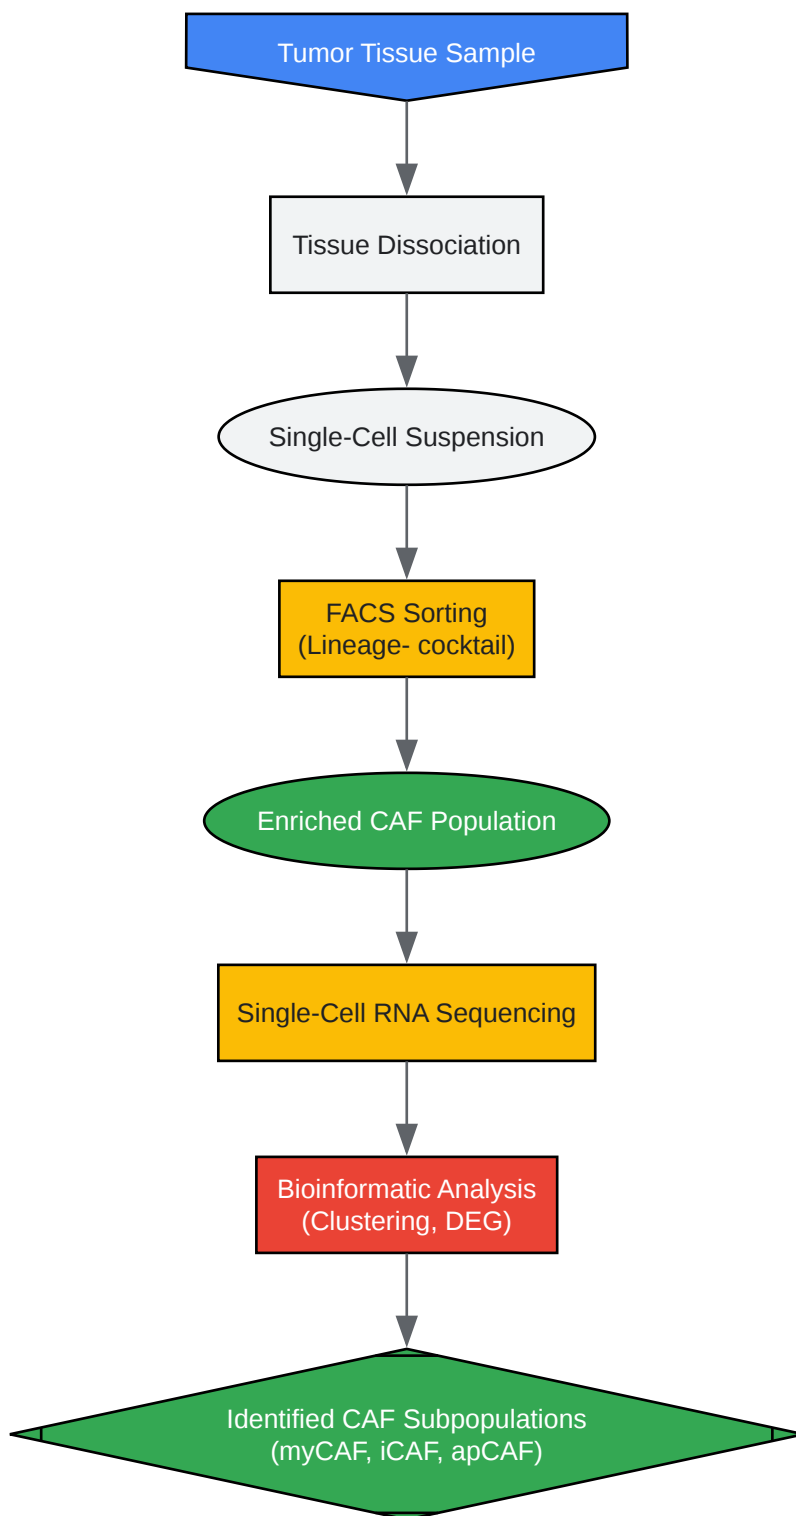 Tumor Tissue Sample
Tissue Dissociation
Single-Cell Suspension
FACS Sorting
(Lineage- cocktail)
Enriched CAF Population
Single-Cell RNA Sequencing
Bioinformatic Analysis
(Clustering, DEG)
Identified CAF Subpopulations
(myCAF, iCAF, apCAF)